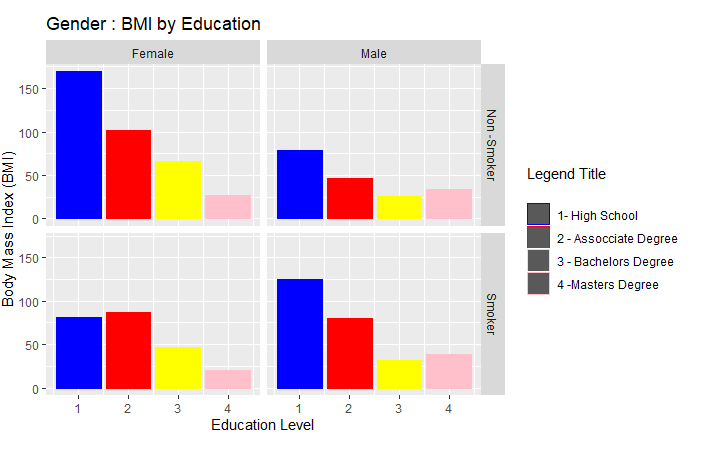 Gender : BMI by Education
Female
Male
150
100
50
0
Non-Smoker
150
100
50
0
Smoker
Body Mass Index (BMI)
1 2 3 4
1 2 3 4
Education Level
Legend Title
1- High School
2 - Assocciate Degree
3 - Bachelors Degree
4 -Masters Degree